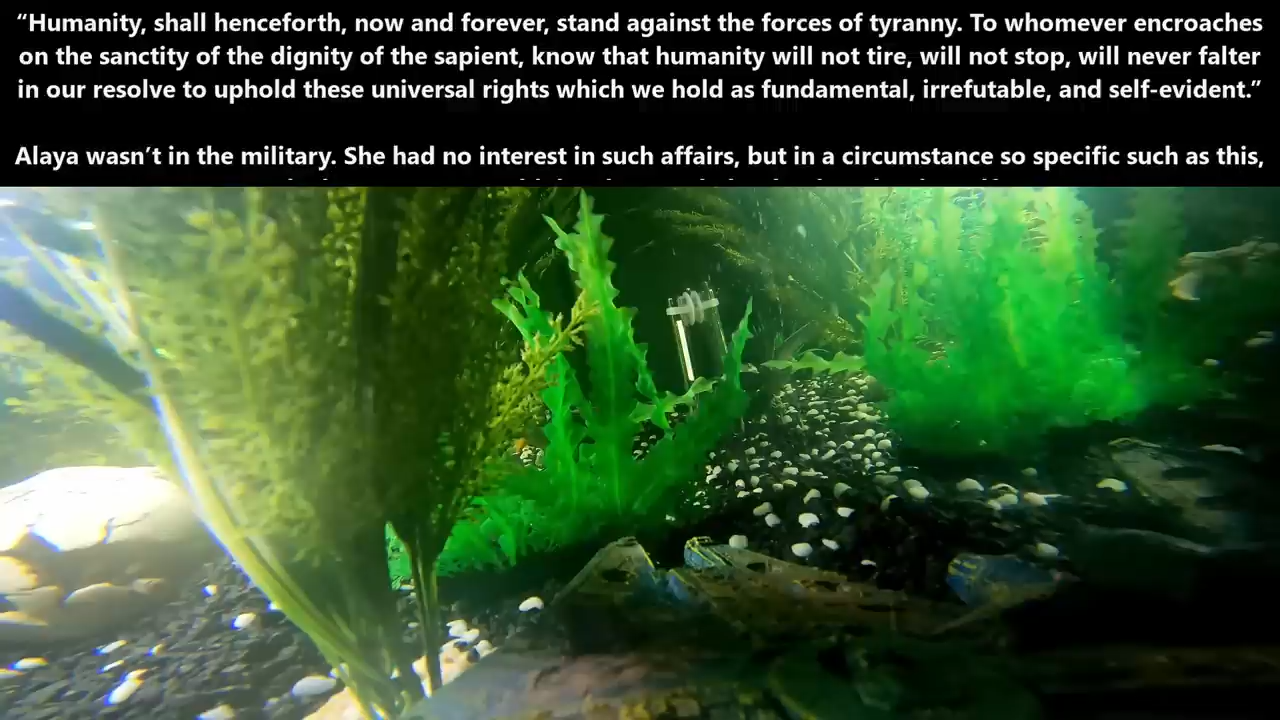 “Humanity, shall henceforth, now and forever, stand against the forces of tyranny. To whomever encroaches
on the sanctity of the dignity of the sapient, know that humanity will not tire, will not stop, will never falter
in our resolve to uphold these universal rights which we hold as fundamental, irrefutable, and self-evident.”
Alaya wasn’t in the military. She had no interest in such affairs, but in a circumstance so specific such as this,